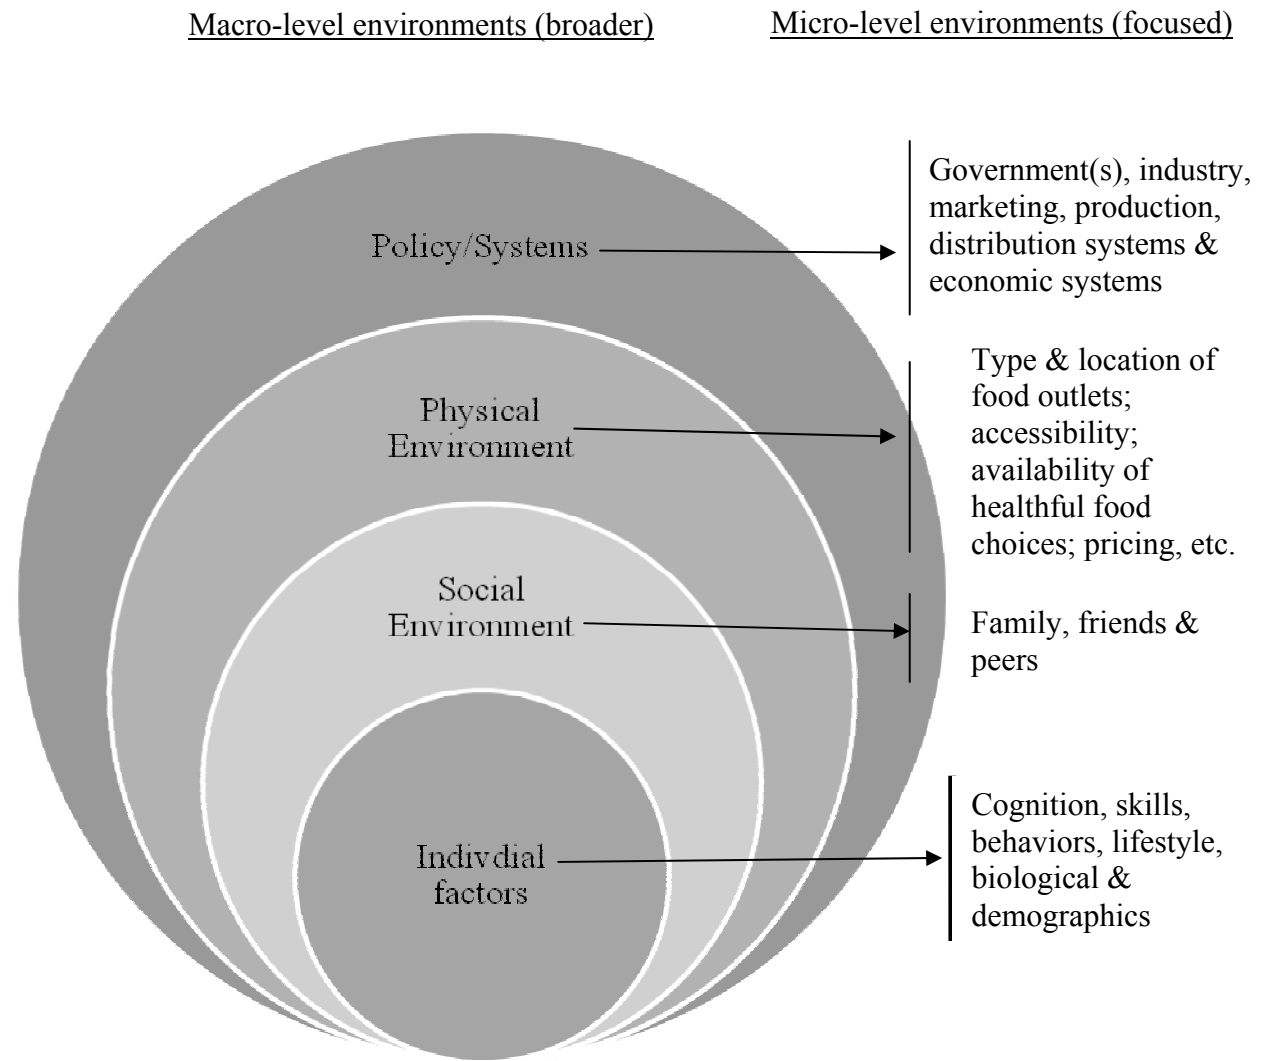 Macro-level environments (broader)
Micro-level environments (focused)
Policy/Systems
Government(s), industry,
marketing, production,
distribution systems &
economic systems
Physical
Environment
Type & location of
food outlets;
accessibility;
availability of
healthful food
choices; pricing, etc.
Social
Environment
Family, friends &
peers
Indivdial
factors
Cognition, skills,
behaviors, lifestyle,
biological &
demographics